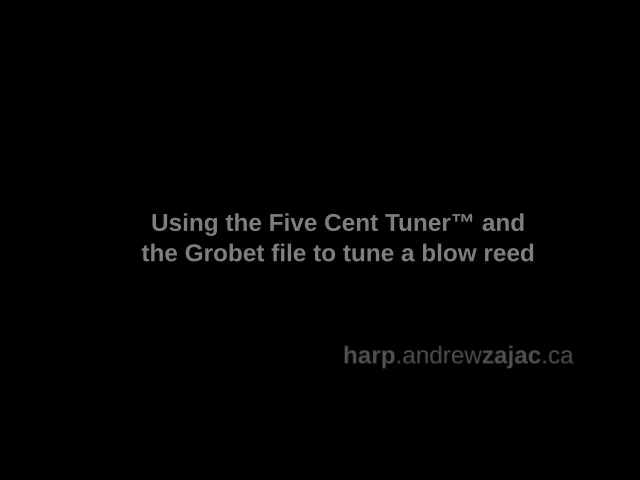 Using the Five Cent Tuner™ and
the Grobet file to tune a blow reed
harp.andrewzajac.ca